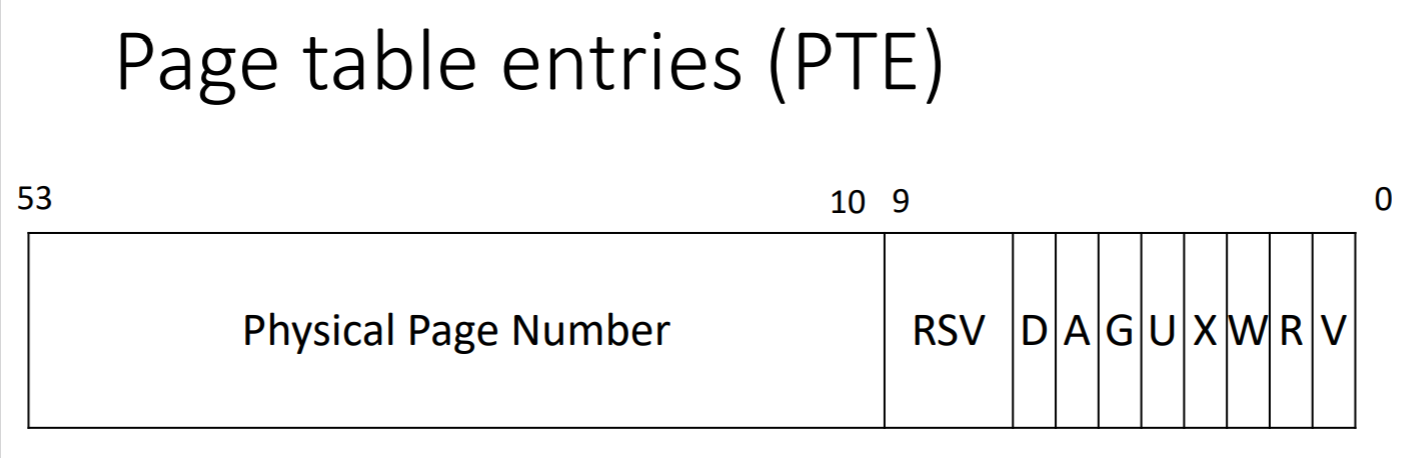 Page table entries (PTE)
53 10 9 0
Physical Page Number RSV D A G U X W R V